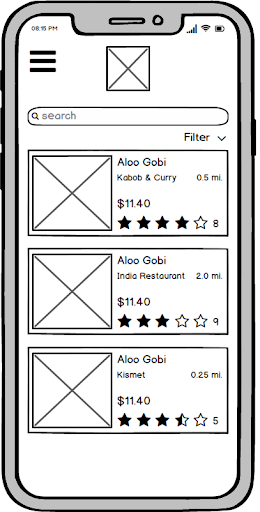 08:15 PM
search
Filter
Aloo Gobi
Kabob & Curry 0.5 mi.
$11.40
8
Aloo Gobi
India Restaurant 2.0 mi.
$11.40
9
Aloo Gobi
Kismet 0.25 mi.
$11.40
5